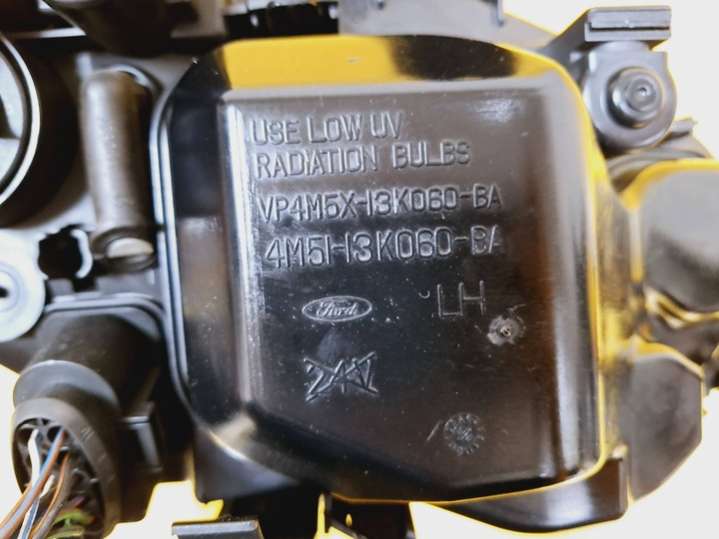 USE LOW UV
RADIATION BULBS
VP4M5X-13K060-BA
4M51-13K060-BA
LH
Ford